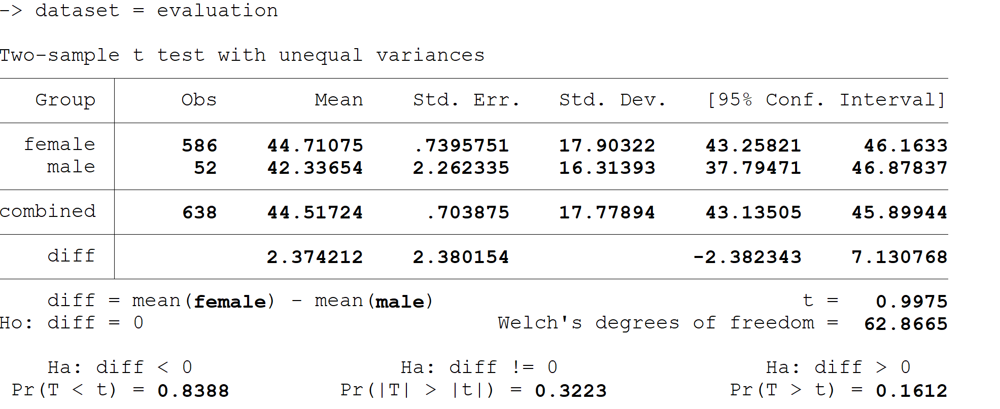 -> dataset = evaluation
Two-sample t test with unequal variances
Group Obs Mean Std. Err. Std. Dev. [95% Conf. Interval]
female 586 44.71075 .7395751 17.90322 43.25821 46.1633
male 52 42.33654 2.262335 16.31393 37.79471 46.87837
combined 638 44.51724 .703875 17.77894 43.13505 45.89944
diff 2.374212 2.380154 -2.382343 7.130768
diff = mean(female) - mean(male) t = 0.9975
Ho: diff = 0 Welch's degrees of freedom = 62.8665
Ha: diff < 0 Ha: diff != 0 Ha: diff > 0
Pr(T < t) = 0.8388 Pr(|T| > |t|) = 0.3223 Pr(T > t) = 0.1612